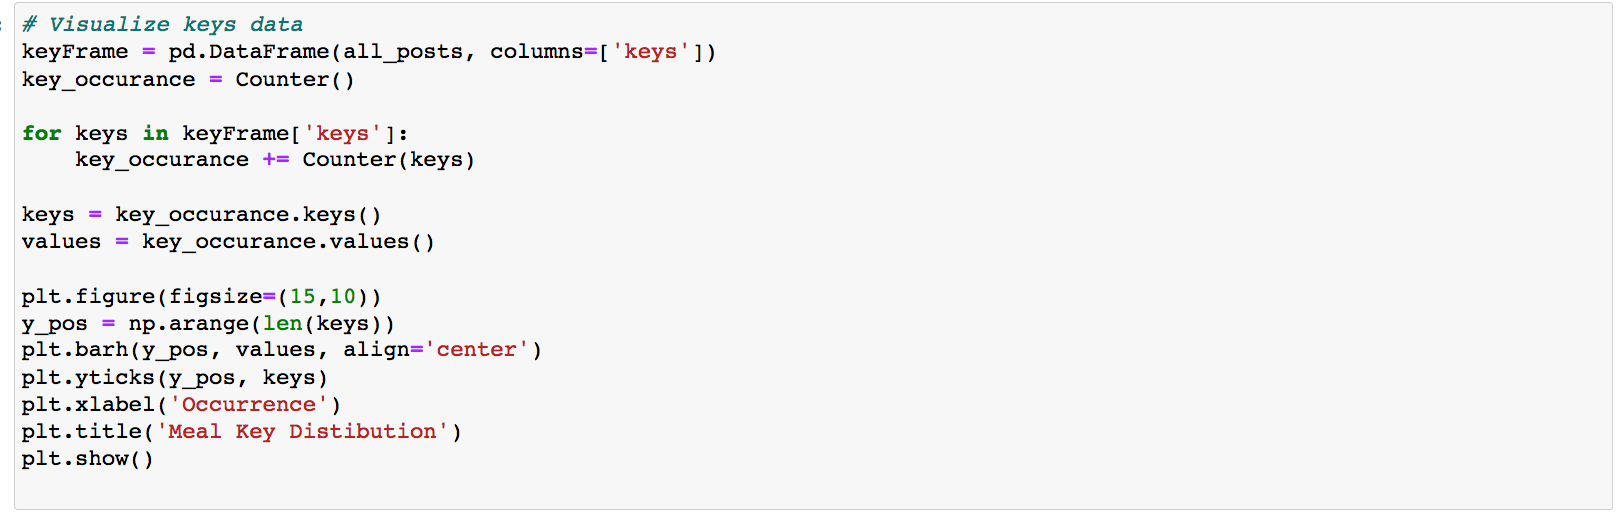 # Visualize keys data
keyFrame = pd.DataFrame(all_posts, columns=['keys'])
key_occurance = Counter()
for keys in keyFrame['keys']:
    key_occurance += Counter(keys)
keys = key_occurance.keys()
values = key_occurance.values()
plt.figure(figsize=(15,10))
y_pos = np.arange(len(keys))
plt.barh(y_pos, values, align='center')
plt.yticks(y_pos, keys)
plt.xlabel('Occurrence')
plt.title('Meal Key Distibution')
plt.show()